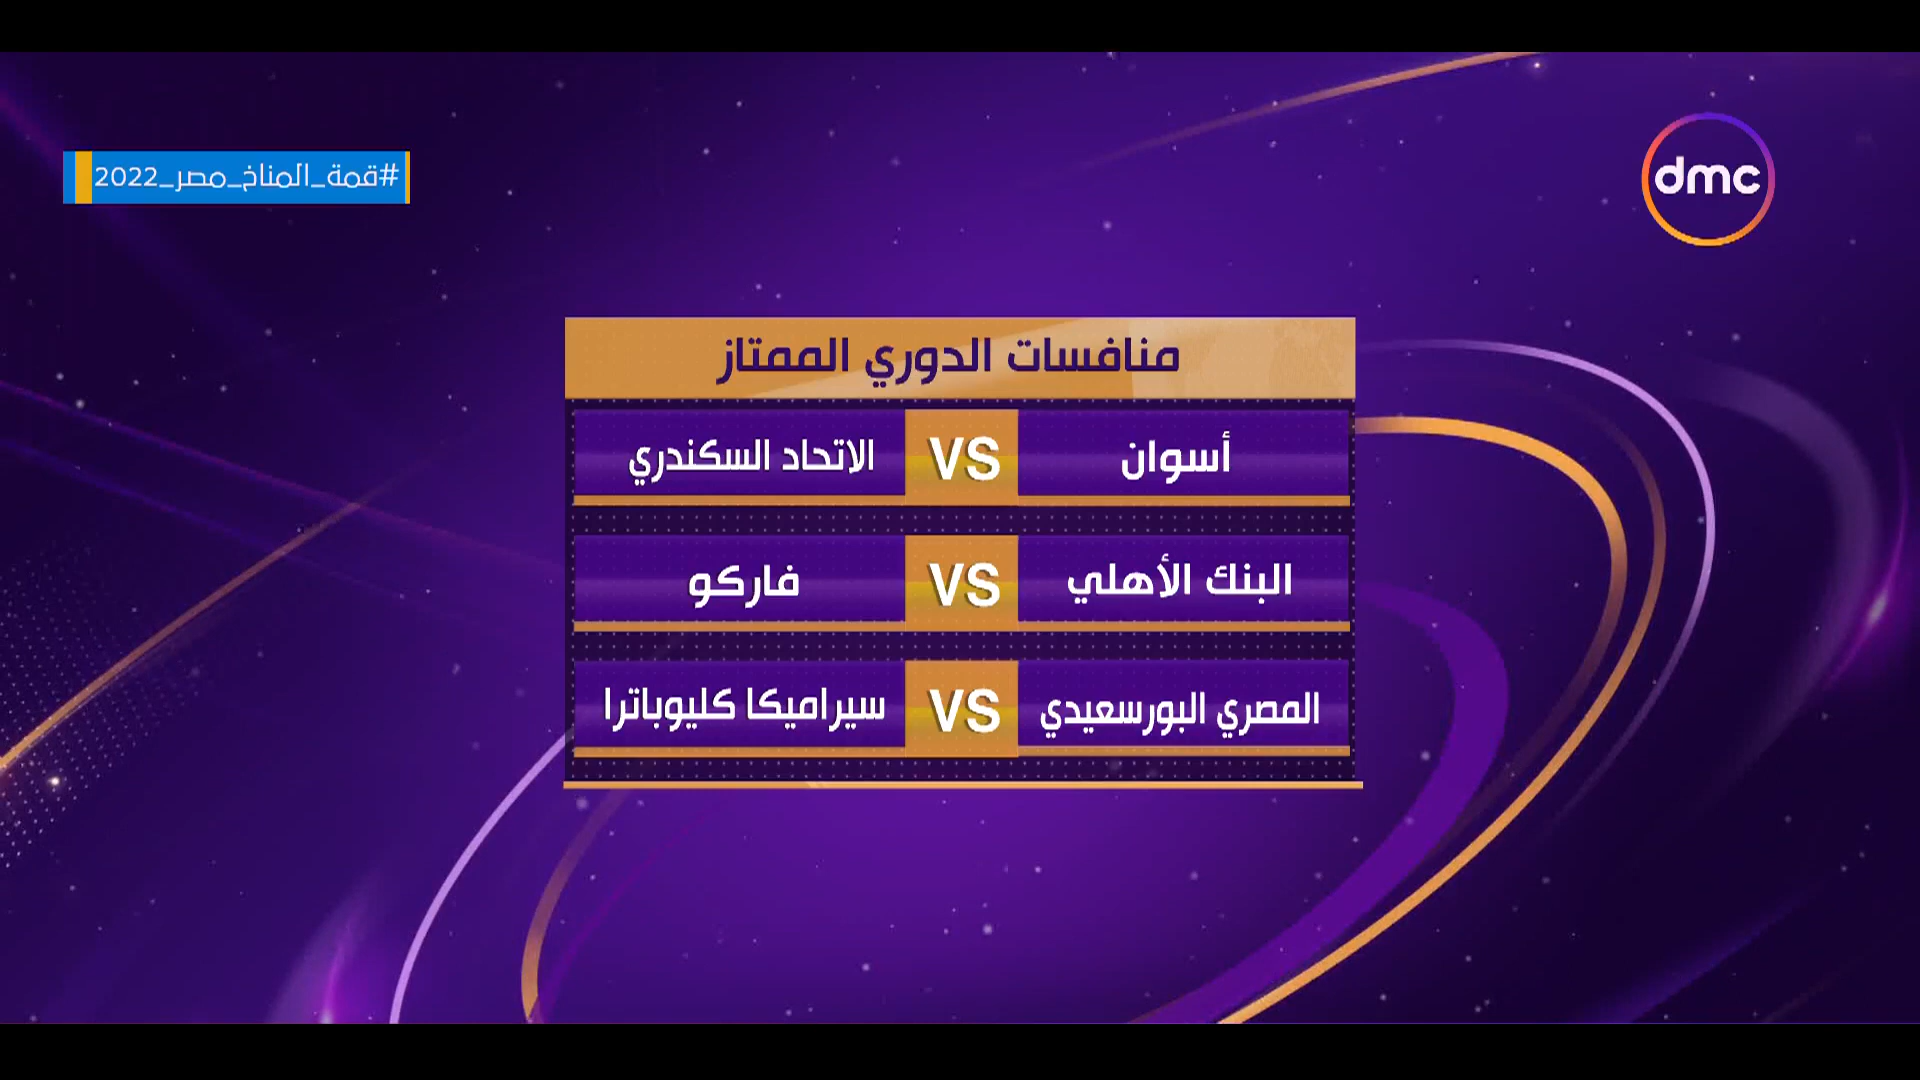 #قمة_المناخ_مصر_2022
dmc
منافسات الدوري الممتاز
أسوان VS الاتحاد السكندري
البنك الأهلي VS فاركو
المصري البورسعيدي VS سيراميكا كليوباترا